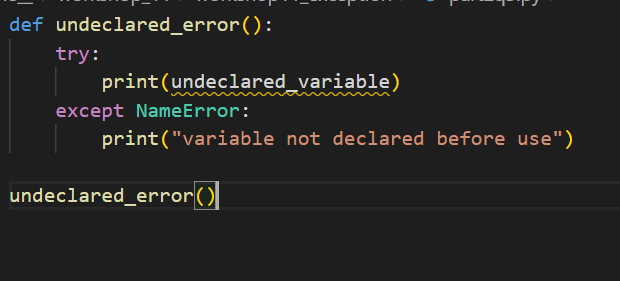 def undeclared_error():
    try:
        print(undeclared_variable)
    except NameError:
        print("variable not declared before use")

undeclared_error()